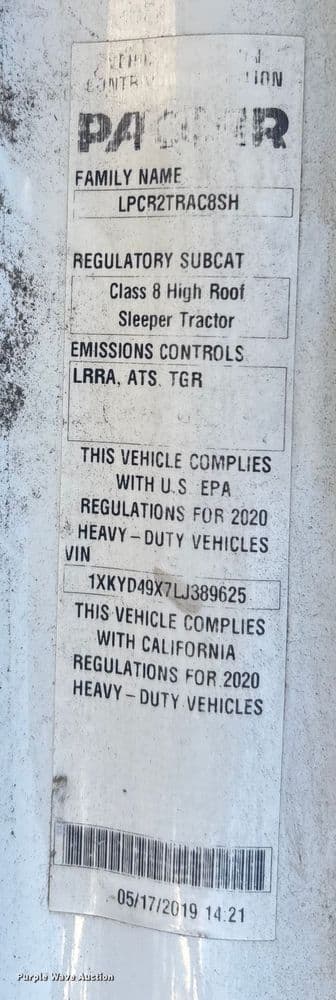 PACCAR
FAMILY NAME
LPCR2TRAC8SH
REGULATORY SUBCAT
Class 8 High Roof
Sleeper Tractor
EMISSIONS CONTROLS
LRRA, ATS. TGR
THIS VEHICLE COMPLIES
WITH U.S EPA
REGULATIONS FOR 2020
HEAVY-DUTY VEHICLES
VIN
1XKYD49X7LJ389625
THIS VEHICLE COMPLIES
WITH CALIFORNIA
REGULATIONS FOR 2020
HEAVY-DUTY VEHICLES
05/17/2019 14.21
Purple Wave Auction